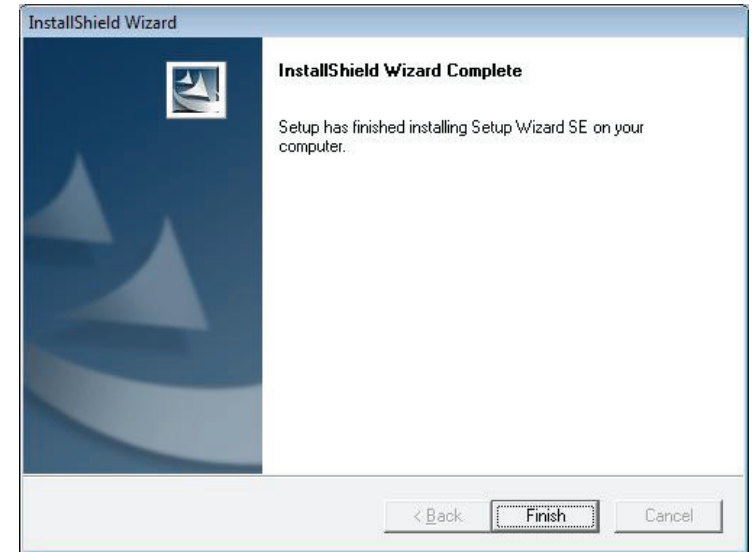 InstallShield Wizard
InstallShield Wizard Complete
Setup has finished installing Setup Wizard SE on your
computer.
< Back
Finish
Cancel